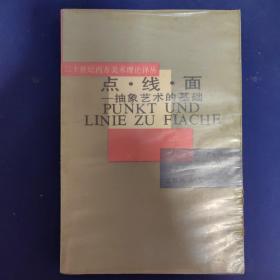 二十世纪西方美术理论译丛
点·线·面
—抽象艺术的基础
PUNKT UND
LINIE ZU FIACHE